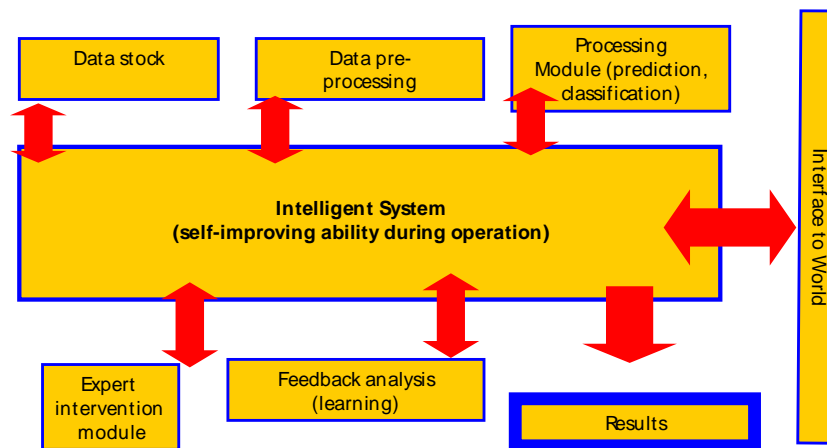 Data stock
Data pre-
processing
Processing
Module (prediction,
classification)
Interface to World
Intelligent System
(self-improving ability during operation)
Expert
intervention
module
Feedback analysis
(learning)
Results